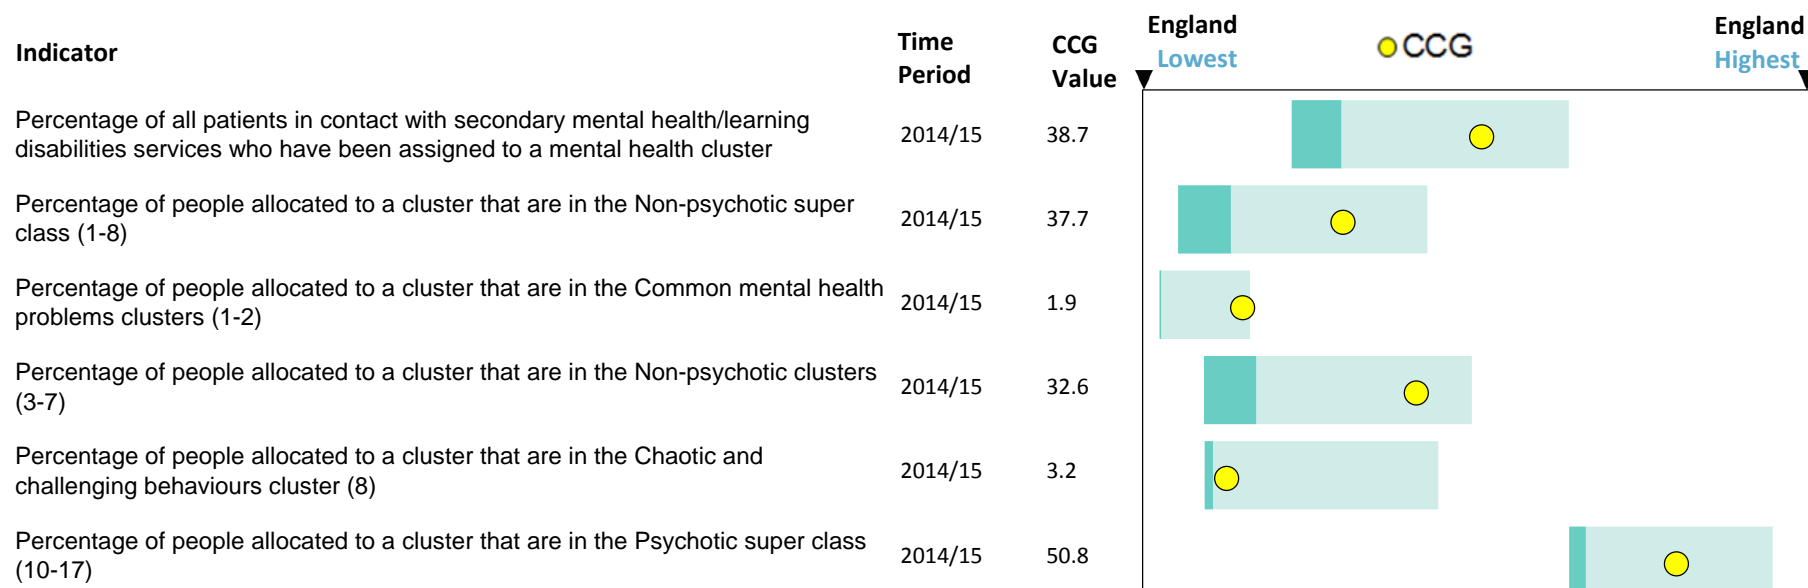 Indicator
Time Period
CCG Value
England Lowest
CCG
England Highest
Percentage of all patients in contact with secondary mental health/learning
disabilities services who have been assigned to a mental health cluster
2014/15
38.7
Percentage of people allocated to a cluster that are in the Non-psychotic super
class (1-8)
2014/15
37.7
Percentage of people allocated to a cluster that are in the Common mental health
problems clusters (1-2)
2014/15
1.9
Percentage of people allocated to a cluster that are in the Non-psychotic clusters
(3-7)
2014/15
32.6
Percentage of people allocated to a cluster that are in the Chaotic and
challenging behaviours cluster (8)
2014/15
3.2
Percentage of people allocated to a cluster that are in the Psychotic super class
(10-17)
2014/15
50.8